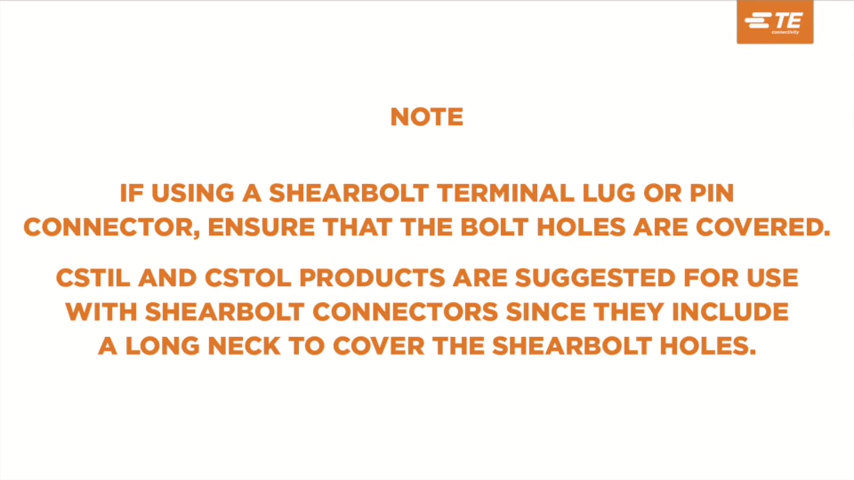 TE
connectivity
NOTE
IF USING A SHEARBOLT TERMINAL LUG OR PIN
CONNECTOR, ENSURE THAT THE BOLT HOLES ARE COVERED.
CSTIL AND CSTOL PRODUCTS ARE SUGGESTED FOR USE
WITH SHEARBOLT CONNECTORS SINCE THEY INCLUDE
A LONG NECK TO COVER THE SHEARBOLT HOLES.